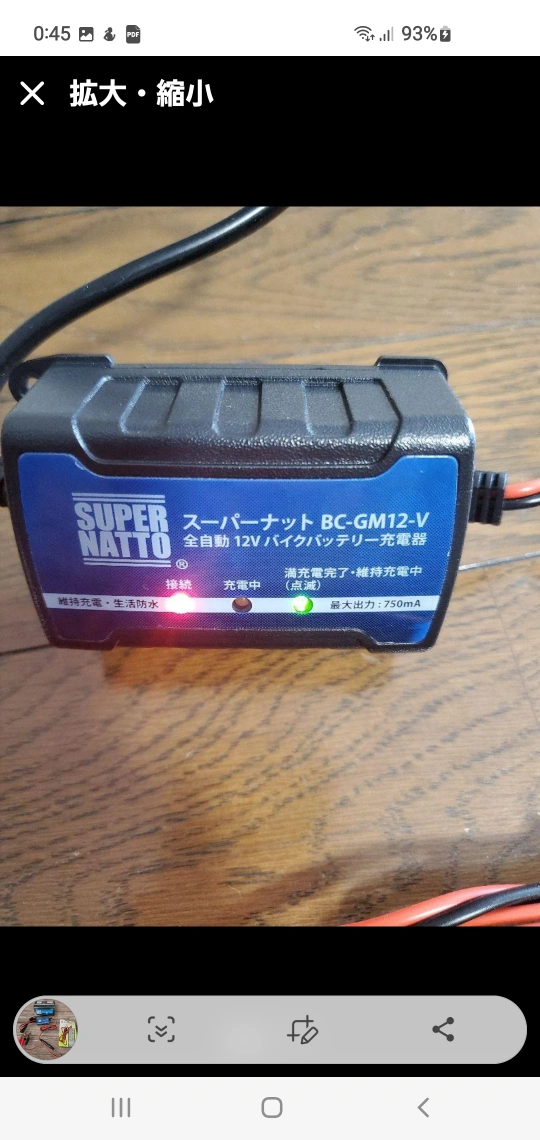 0:45
PDF
93%
拡大・縮小
SUPER
NATTO
®
スーパーナット BC-GM12-V
全自動 12V バイクバッテリー充電器
接続
充電中
満充電完了・維持充電中
(点滅)
維持充電・生活防水
最大出力 : 750mA